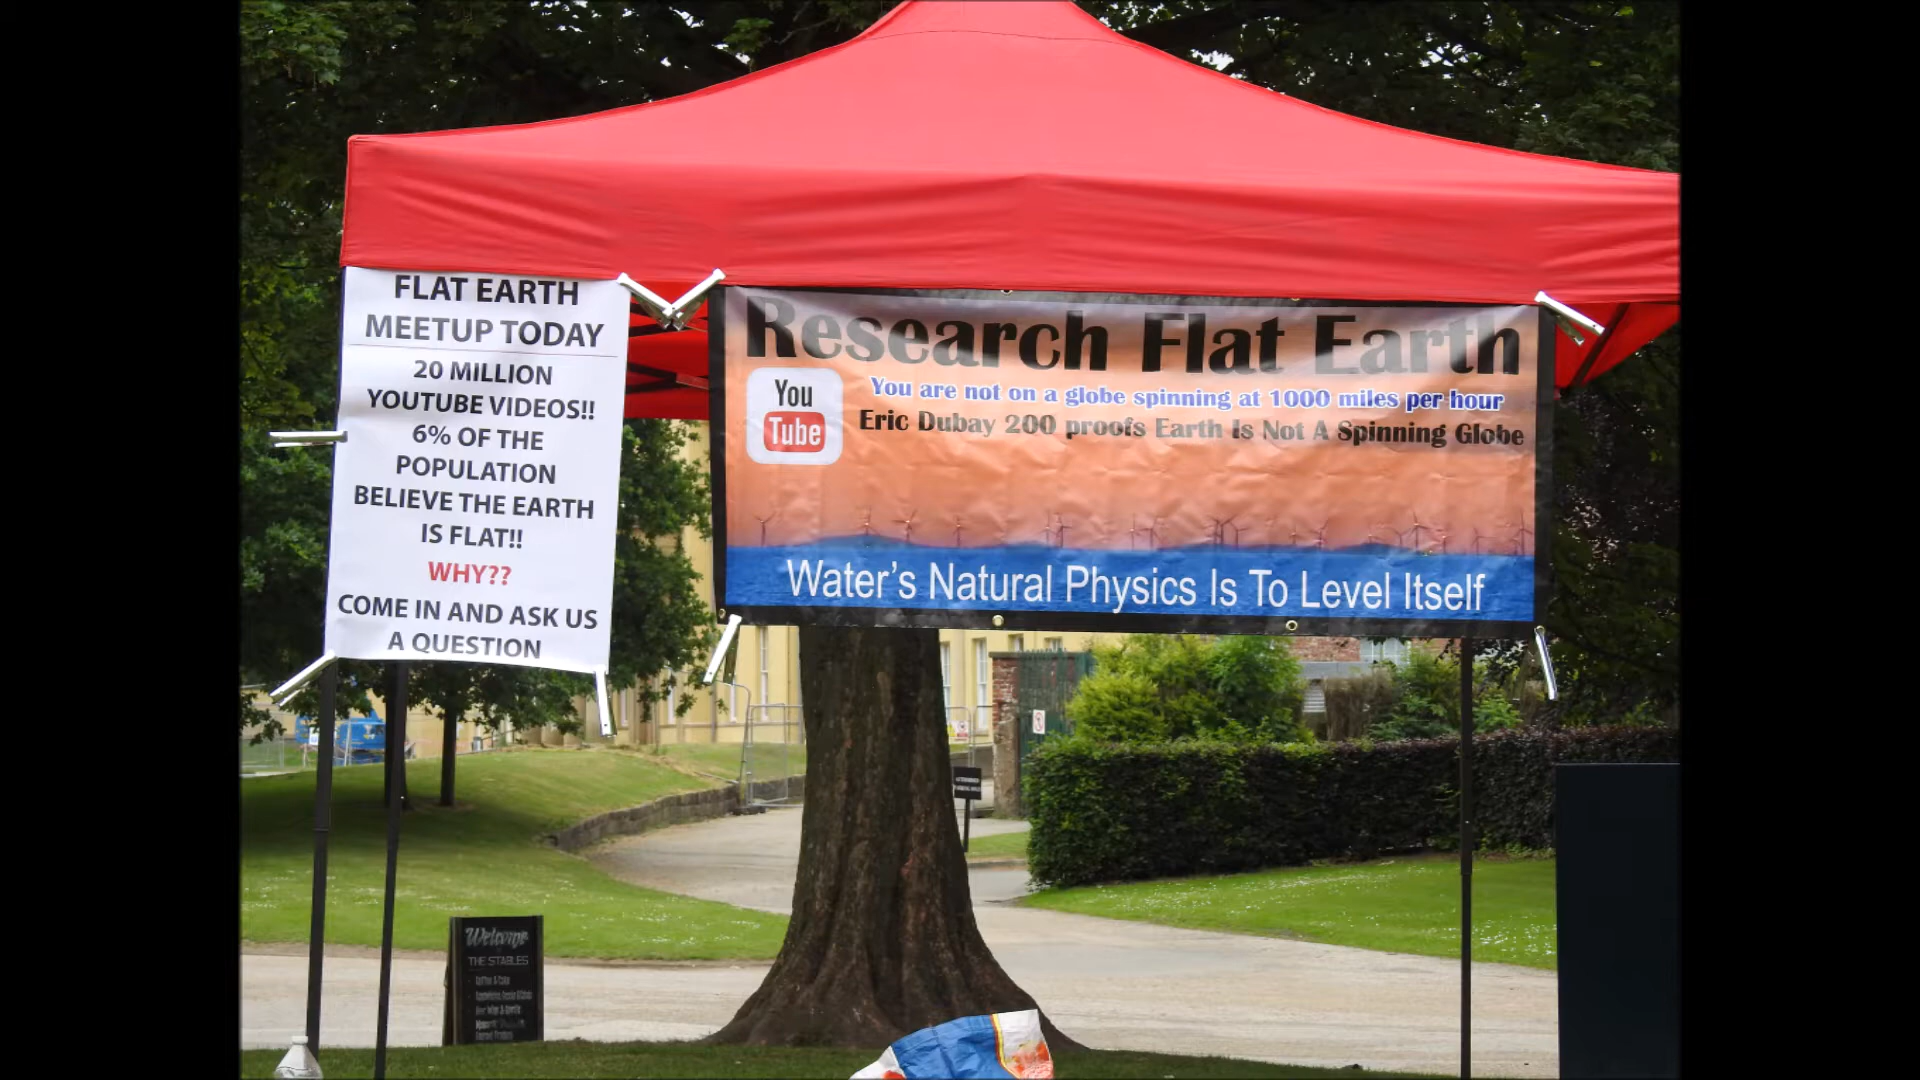 FLAT EARTH
MEETUP TODAY
20 MILLION
YOUTUBE VIDEOS!!
6% OF THE
POPULATION
BELIEVE THE EARTH
IS FLAT!!
WHY??
COME IN AND ASK US
A QUESTION
Research Flat Earth
You
Tube
You are not on a globe spinning at 1000 miles per hour
Eric Dubay 200 proofs Earth Is Not A Spinning Globe
Water's Natural Physics Is To Level Itself
Welcome
THE STABLES